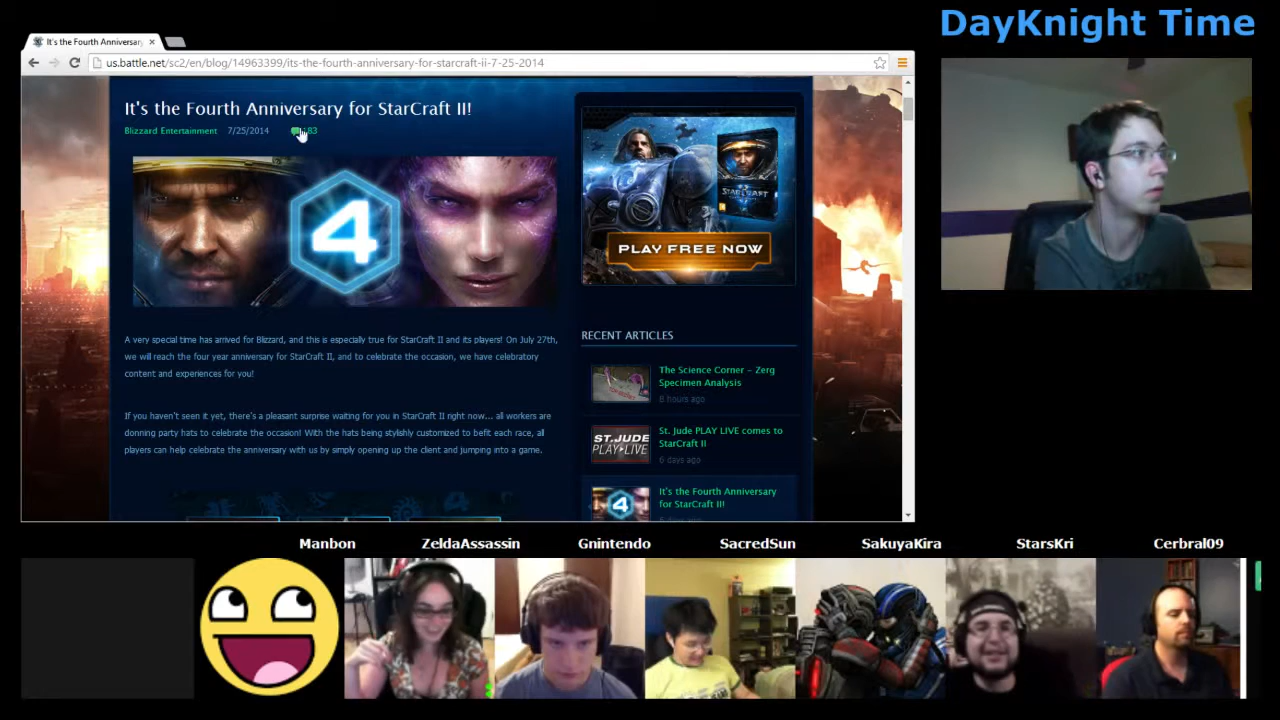 DayKnight Time
It's the Fourth Anniversary
us.battle.net/sc2/en/blog/14963399/its-the-fourth-anniversary-for-starcraft-ii-7-25-2014
It's the Fourth Anniversary for StarCraft II!
Blizzard Entertainment 7/25/2014
4
A very special time has arrived for Blizzard, and this is especially true for StarCraft II and its players! On July 27th,
we will reach the four year anniversary for StarCraft II, and to celebrate the occasion, we have celebratory
content and experiences for you!
If you haven't seen it yet, there's a pleasant surprise waiting for you in StarCraft II right now... all workers are
donning party hats to celebrate the occasion! With the hats being stylishly customized to befit each race, all
players can help celebrate the anniversary with us by simply opening up the client and jumping into a game.
STARCRAFT
PLAY FREE NOW
RECENT ARTICLES
The Science Corner – Zerg
Specimen Analysis
8 hours ago
ST.JUDE
PLAY LIVE
St. Jude PLAY LIVE comes to
StarCraft II
6 days ago
4
It's the Fourth Anniversary
for StarCraft II!
Manbon
ZeldaAssassin
Gnintendo
SacredSun
SakuyaKira
StarsKri
Cerbral09